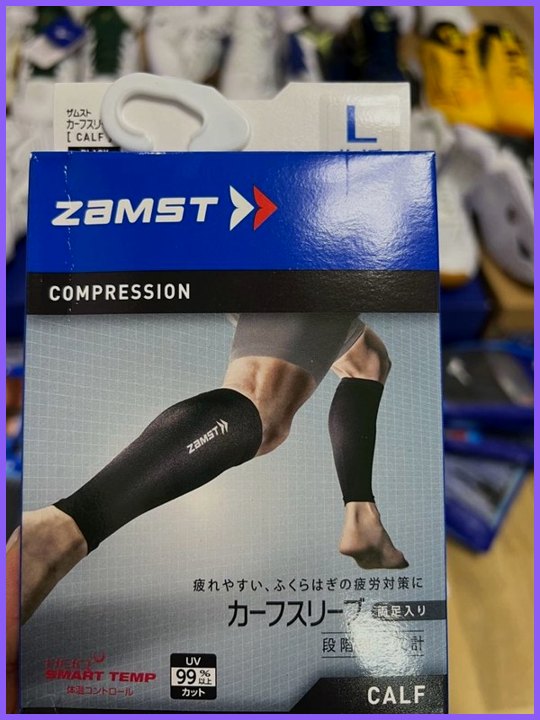 ザムスト
カーフスリ
[ CALF ]
L
ZAMST
COMPRESSION
ZAMST
疲れやすい、ふくらはぎの疲労対策に
カーフスリーブ 両足入り
段階
計
SMART TEMP
体温コントロール
UV
99%以上
カット
CALF